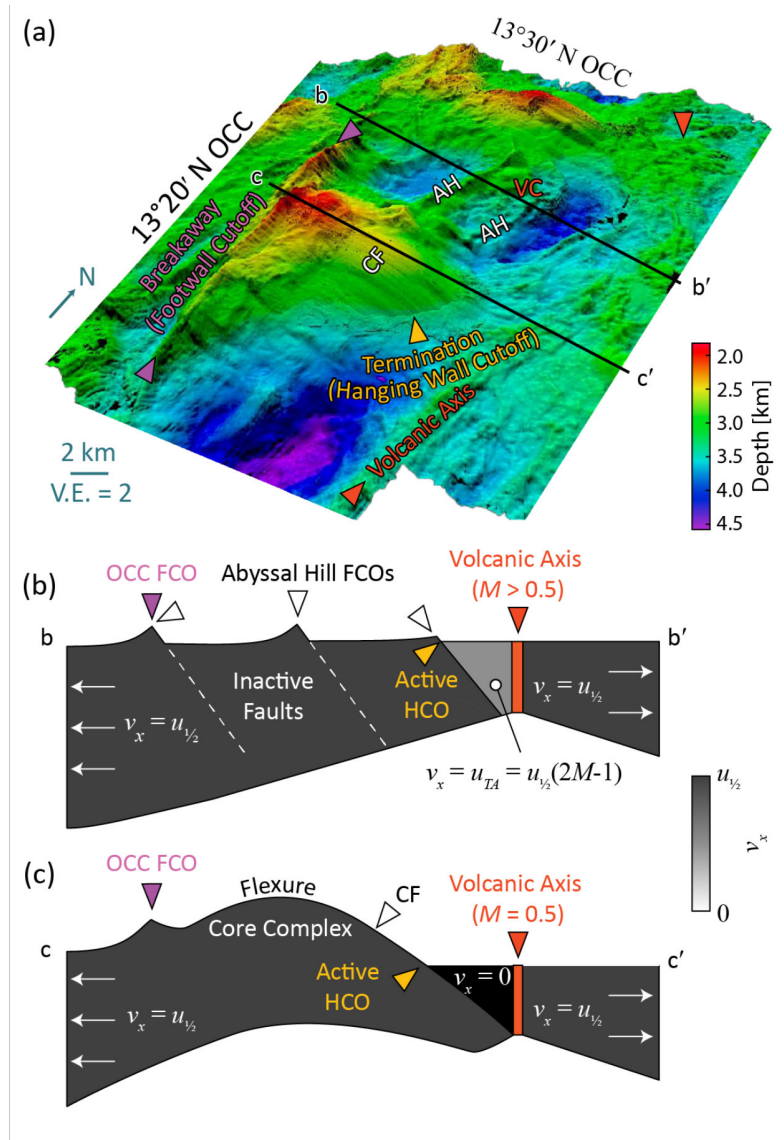 (a)
13°30′ N OCC
b
13°20′ N OCC
c
AH
VC
Breakaway
(Footwall Cutoff)
AH
CF
N
b′
Termination
(Hanging Wall Cutoff)
c′
2.0
2.5
3.0
3.5
4.0
4.5
Depth [km]
Volcanic Axis
2 km
V.E. = 2
(b)
OCC FCO
Abyssal Hill FCOs
Volcanic Axis
(M > 0.5)
b
b′
Inactive
Faults
Active
HCO
vₓ = u½
vₓ = u½
vₓ = u_TA = u½(2M-1)
u½
vₓ
0
(c)
OCC FCO
Flexure
CF
Volcanic Axis
(M = 0.5)
Core Complex
c
Active
HCO
vₓ = 0
c′
vₓ = u½
vₓ = u½